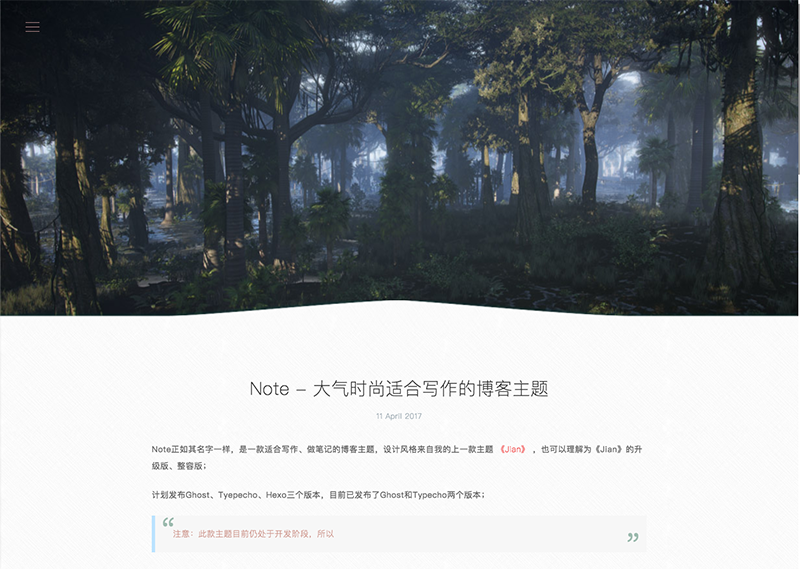 Note – 大气时尚适合写作的博客主题
11 April 2017
Note正如其名字一样，是一款适合写作、做笔记的博客主题，设计风格来自我的上一款主题 《Jian》 ，也可以理解为《Jian》的升
级版、整容版；
计划发布Ghost、Tyepecho、Hexo三个版本，目前已发布了Ghost和Typecho两个版本；
“
注意：此款主题目前仍处于开发阶段，所以
”